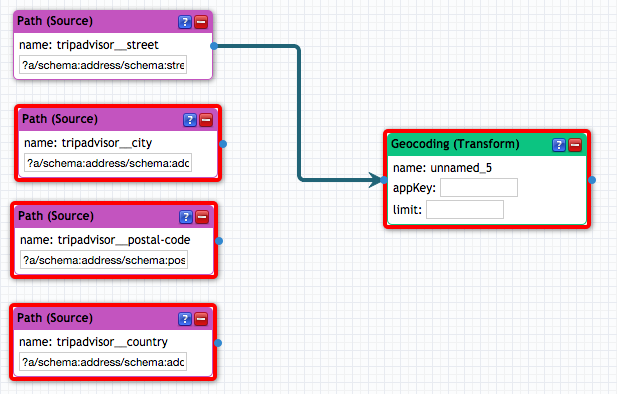 Path (Source) ?
name: tripadvisor__street
?a/schema:address/schema:stre
Path (Source) ?
name: tripadvisor__city
?a/schema:address/schema:adc
Path (Source) ?
name: tripadvisor__postal-code
?a/schema:address/schema:pos
Path (Source) ?
name: tripadvisor__country
?a/schema:address/schema:adc
Geocoding (Transform) ?
name: unnamed_5
appKey:
limit: